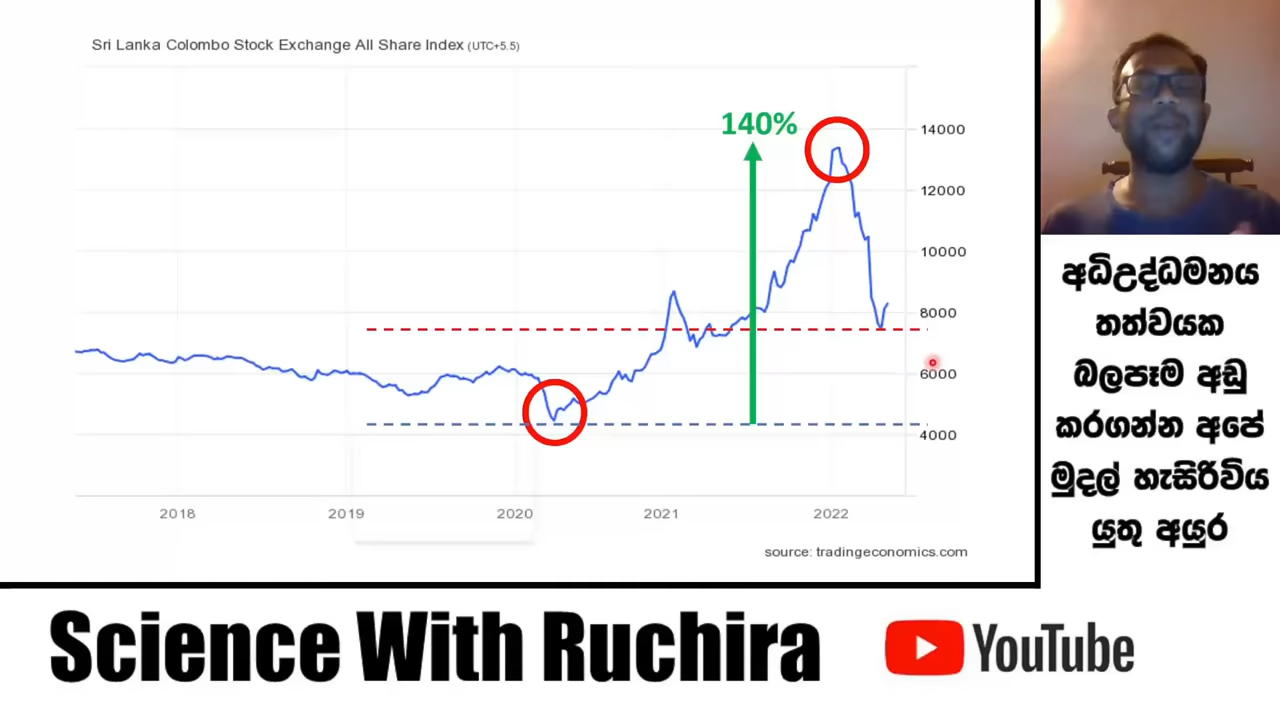 Sri Lanka Colombo Stock Exchange All Share Index (UTC+5.5)
140%
14000
12000
10000
8000
6000
4000
2018 2019 2020 2021 2022
source: tradingeconomics.com
අධිඋද්ධමනය
තත්වයක
බලපෑම අඩු
කරගන්න අපේ
මුදල් හැසිරිවිය
යුතු අයුර
Science With Ruchira
YouTube